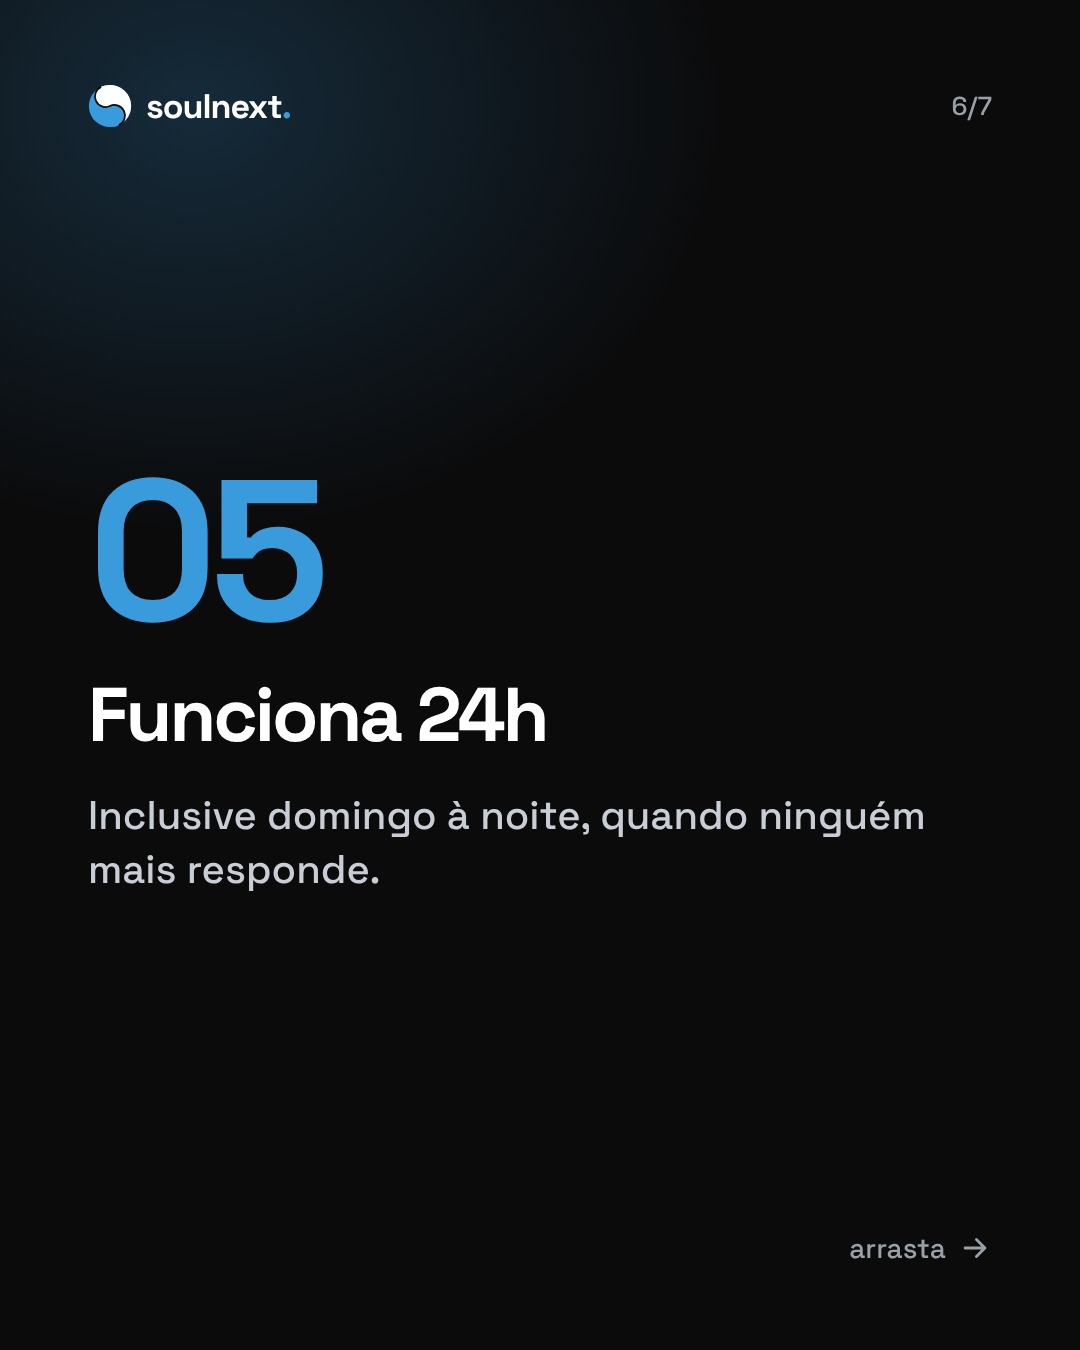 soulnext.
6/7
05
Funciona 24h
Inclusive domingo à noite, quando ninguém
mais responde.
arrasta →